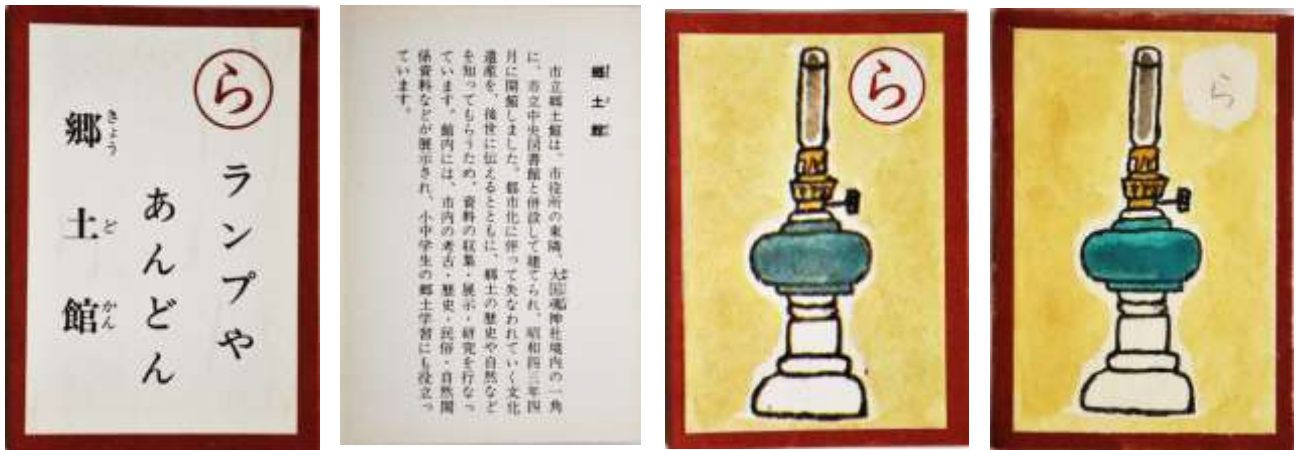 ら
ランプや
あんどん
郷土館
きょうどかん
郷土館
市立郷土館は、市役所の東隣、大国魂神社境内の一角
に、市立中央図書館と併設して建てられ、昭和四三年四
月に開館しました。都市化に伴って失なわれていく文化
遺産を、後世に伝えるとともに、郷土の歴史や自然など
を知ってもらうため、資料の収集・展示・研究を行なっ
ています。館内には、市内の考古・歴史・民俗・自然関
係資料などが展示され、小中学生の郷土学習にも役立っ
ています。
ら
ら